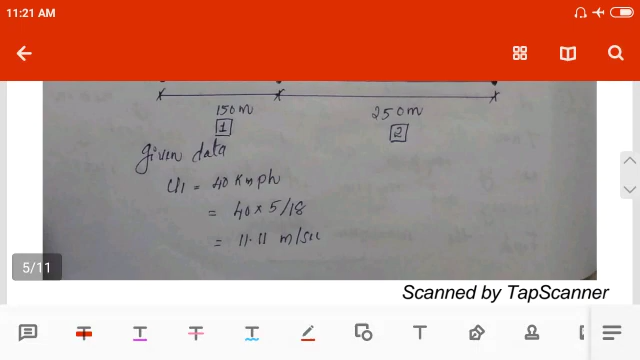 11:21 AM
150m 250m
1 2
Given data
u1 = 40 Kmph
= 40 × 5/18
= 11.11 m/sec
5/11
Scanned by TapScanner
T T T T T